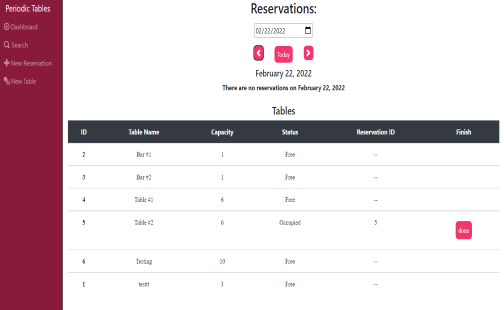 Periodic Tables
Dashboard
Search
New Reservation
New Table
Reservations:
02/22/2022
Today
February 22, 2022
There are no reservations on February 22, 2022
Tables
ID Table Name Capacity Status Reservation ID Finish
2 Bar #1 1 Free --
3 Bar #2 1 Free --
4 Table #1 6 Free --
5 Table #2 6 Occupied 5 done
6 Testing 10 Free --
1 testtt 3 Free --